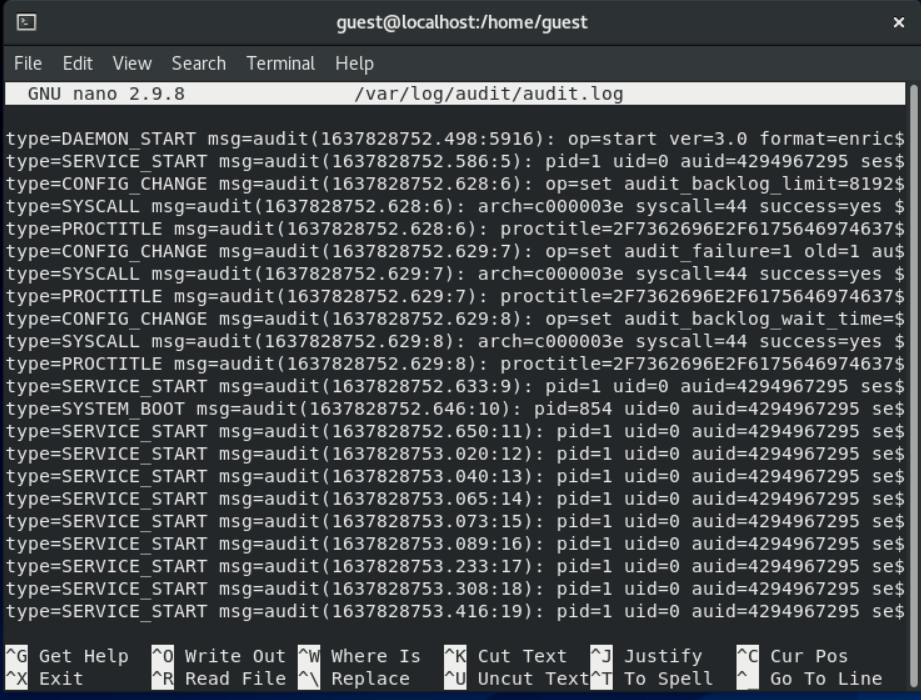 guest@localhost:/home/guest ×
File Edit View Search Terminal Help
GNU nano 2.9.8 /var/log/audit/audit.log
type=DAEMON_START msg=audit(1637828752.498:5916): op=start ver=3.0 format=enric$
type=SERVICE_START msg=audit(1637828752.586:5): pid=1 uid=0 auid=4294967295 ses$
type=CONFIG_CHANGE msg=audit(1637828752.628:6): op=set audit_backlog_limit=8192$
type=SYSCALL msg=audit(1637828752.628:6): arch=c000003e syscall=44 success=yes $
type=PROCTITLE msg=audit(1637828752.628:6): proctitle=2F7362696E2F6175646974637$
type=CONFIG_CHANGE msg=audit(1637828752.629:7): op=set audit_failure=1 old=1 au$
type=SYSCALL msg=audit(1637828752.629:7): arch=c000003e syscall=44 success=yes $
type=PROCTITLE msg=audit(1637828752.629:7): proctitle=2F7362696E2F6175646974637$
type=CONFIG_CHANGE msg=audit(1637828752.629:8): op=set audit_backlog_wait_time=$
type=SYSCALL msg=audit(1637828752.629:8): arch=c000003e syscall=44 success=yes $
type=PROCTITLE msg=audit(1637828752.629:8): proctitle=2F7362696E2F6175646974637$
type=SERVICE_START msg=audit(1637828752.633:9): pid=1 uid=0 auid=4294967295 ses$
type=SYSTEM_BOOT msg=audit(1637828752.646:10): pid=854 uid=0 auid=4294967295 se$
type=SERVICE_START msg=audit(1637828752.650:11): pid=1 uid=0 auid=4294967295 se$
type=SERVICE_START msg=audit(1637828753.020:12): pid=1 uid=0 auid=4294967295 se$
type=SERVICE_START msg=audit(1637828753.040:13): pid=1 uid=0 auid=4294967295 se$
type=SERVICE_START msg=audit(1637828753.065:14): pid=1 uid=0 auid=4294967295 se$
type=SERVICE_START msg=audit(1637828753.073:15): pid=1 uid=0 auid=4294967295 se$
type=SERVICE_START msg=audit(1637828753.089:16): pid=1 uid=0 auid=4294967295 se$
type=SERVICE_START msg=audit(1637828753.233:17): pid=1 uid=0 auid=4294967295 se$
type=SERVICE_START msg=audit(1637828753.308:18): pid=1 uid=0 auid=4294967295 se$
type=SERVICE_START msg=audit(1637828753.416:19): pid=1 uid=0 auid=4294967295 se$
^G Get Help ^O Write Out ^W Where Is ^K Cut Text ^J Justify ^C Cur Pos
^X Exit ^R Read File ^\ Replace ^U Uncut Text^T To Spell ^_ Go To Line